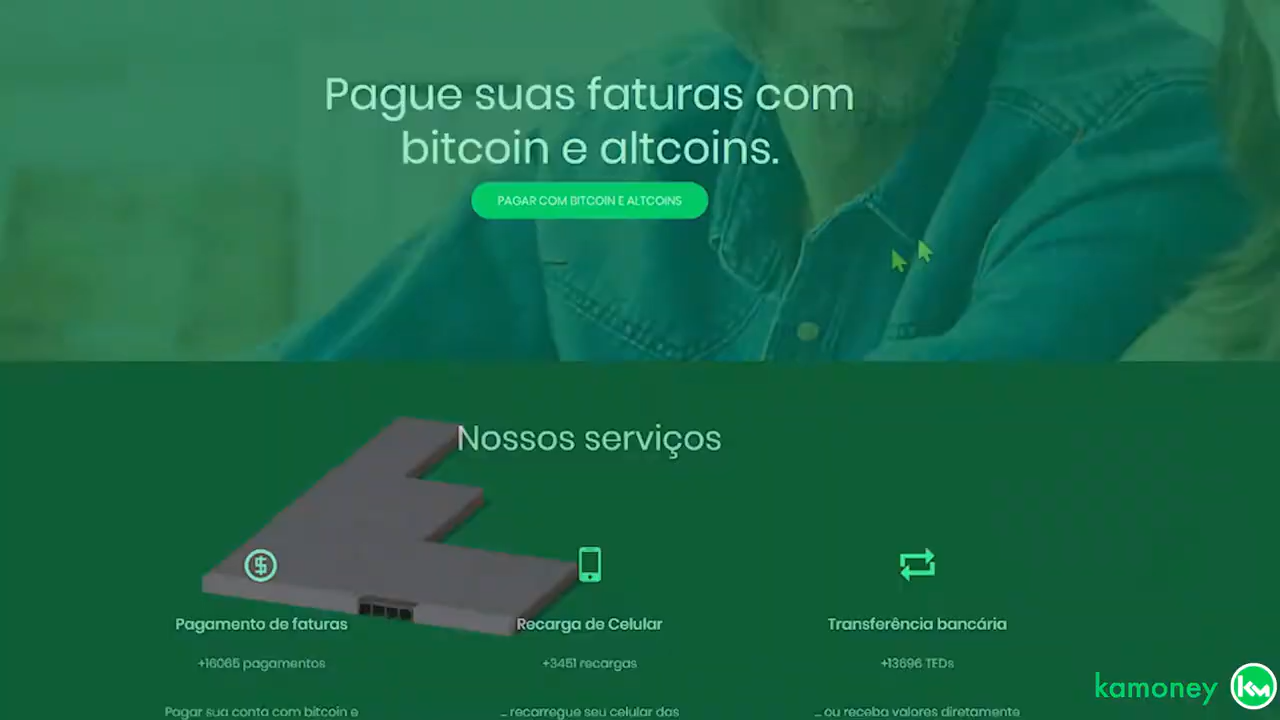 Pague suas faturas com
bitcoin e altcoins.
PAGAR COM BITCOIN E ALTCOINS
Nossos serviços
Pagamento de faturas
Recarga de Celular
Transferência bancária
+16065 pagamentos
+3451 recargas
+13696 TEDs
Pagar sua conta com bitcoin e
... recarregue seu celular das
... ou receba valores diretamente
kamoney